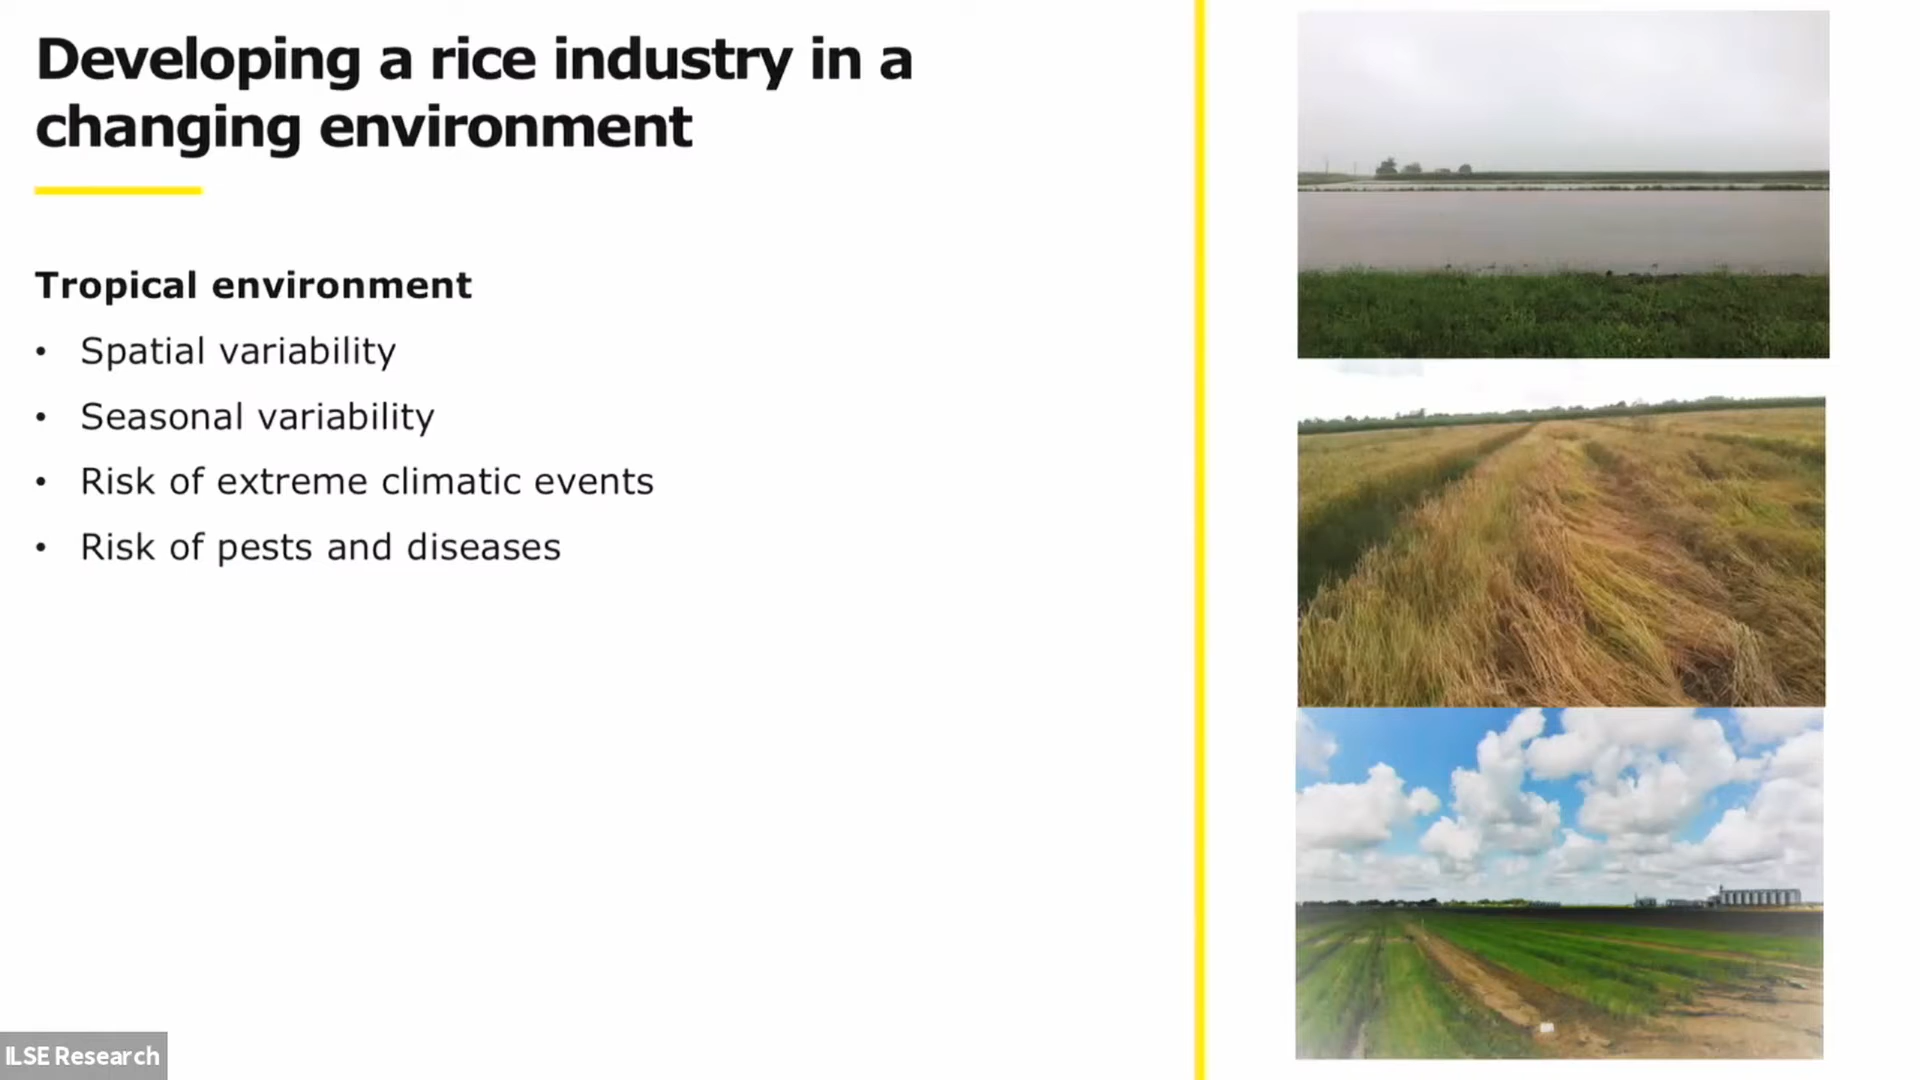 Developing a rice industry in a
changing environment
Tropical environment
• Spatial variability
• Seasonal variability
• Risk of extreme climatic events
• Risk of pests and diseases
ILSE Research